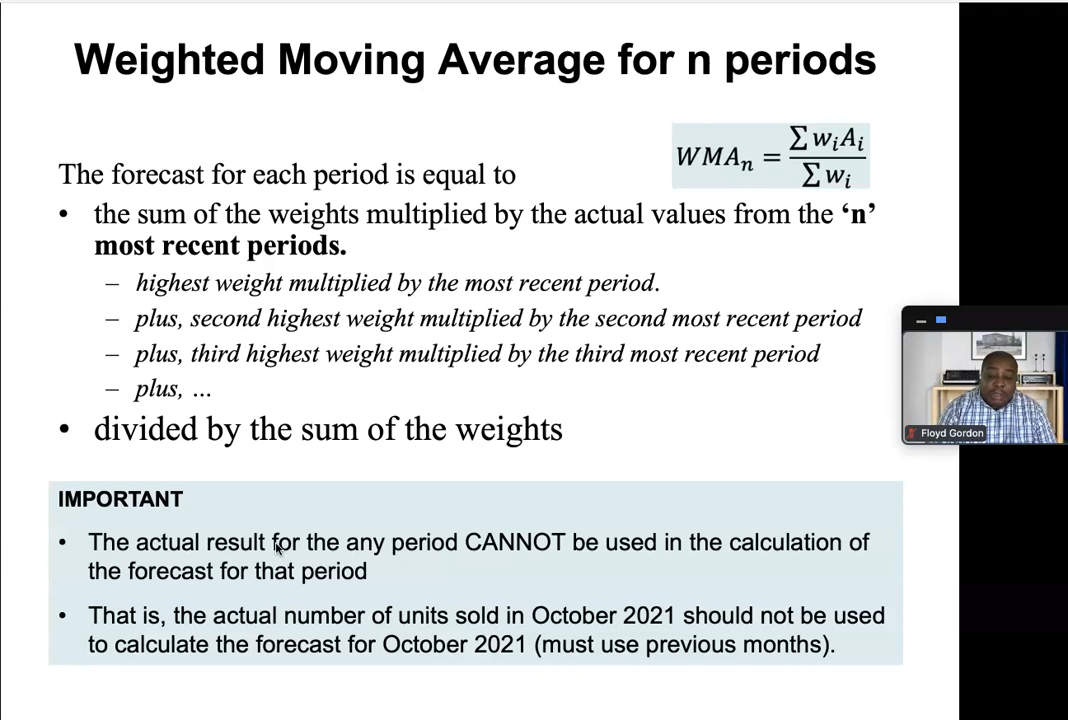 Weighted Moving Average for n periods
WMAₙ = ∑ wᵢAᵢ / ∑ wᵢ
The forecast for each period is equal to
• the sum of the weights multiplied by the actual values from the ‘n’
most recent periods.
– highest weight multiplied by the most recent period.
– plus, second highest weight multiplied by the second most recent period
– plus, third highest weight multiplied by the third most recent period
– plus, ...
• divided by the sum of the weights
Floyd Gordon
IMPORTANT
• The actual result for the any period CANNOT be used in the calculation of
the forecast for that period
• That is, the actual number of units sold in October 2021 should not be used
to calculate the forecast for October 2021 (must use previous months).